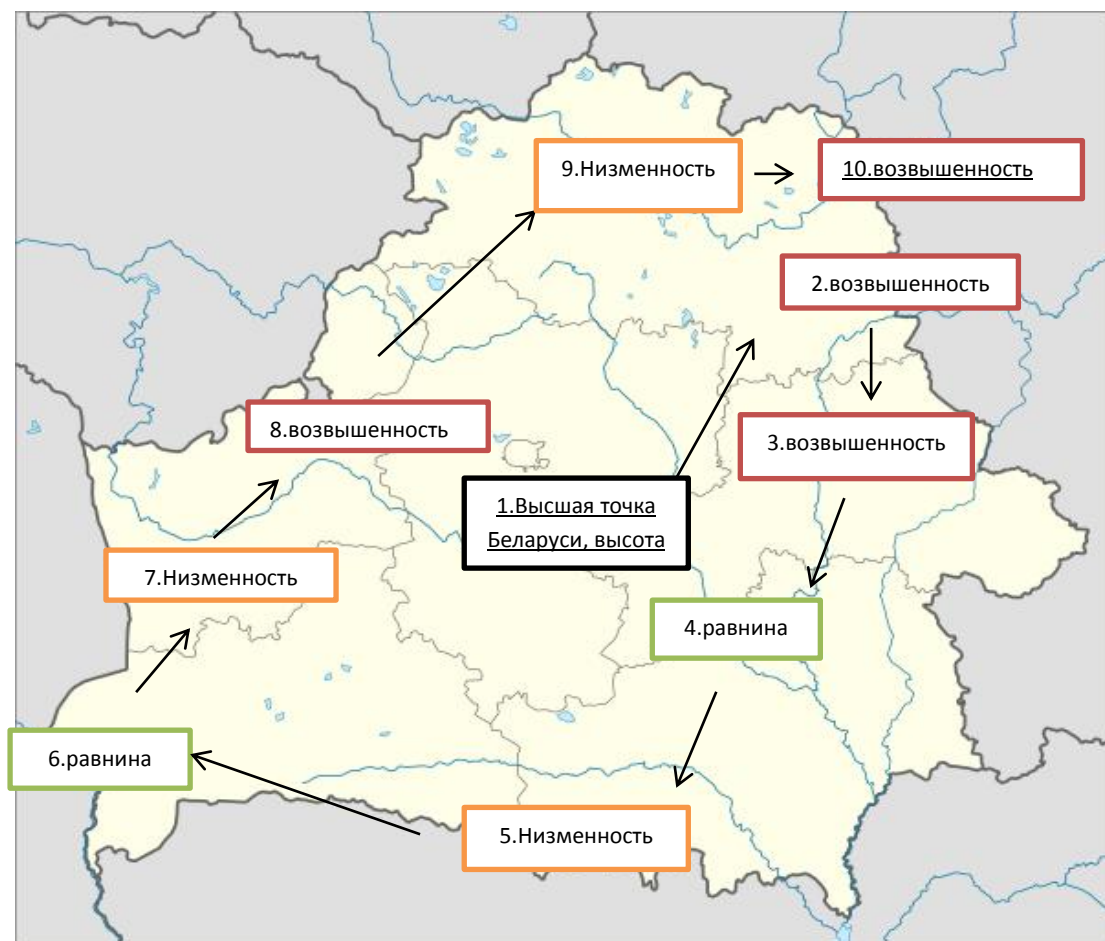 9.Низменность
10.возвышенность
2.возвышенность
8.возвышенность
3.возвышенность
1.Высшая точка
Беларуси, высота
7.Низменность
4.равнина
6.равнина
5.Низменность